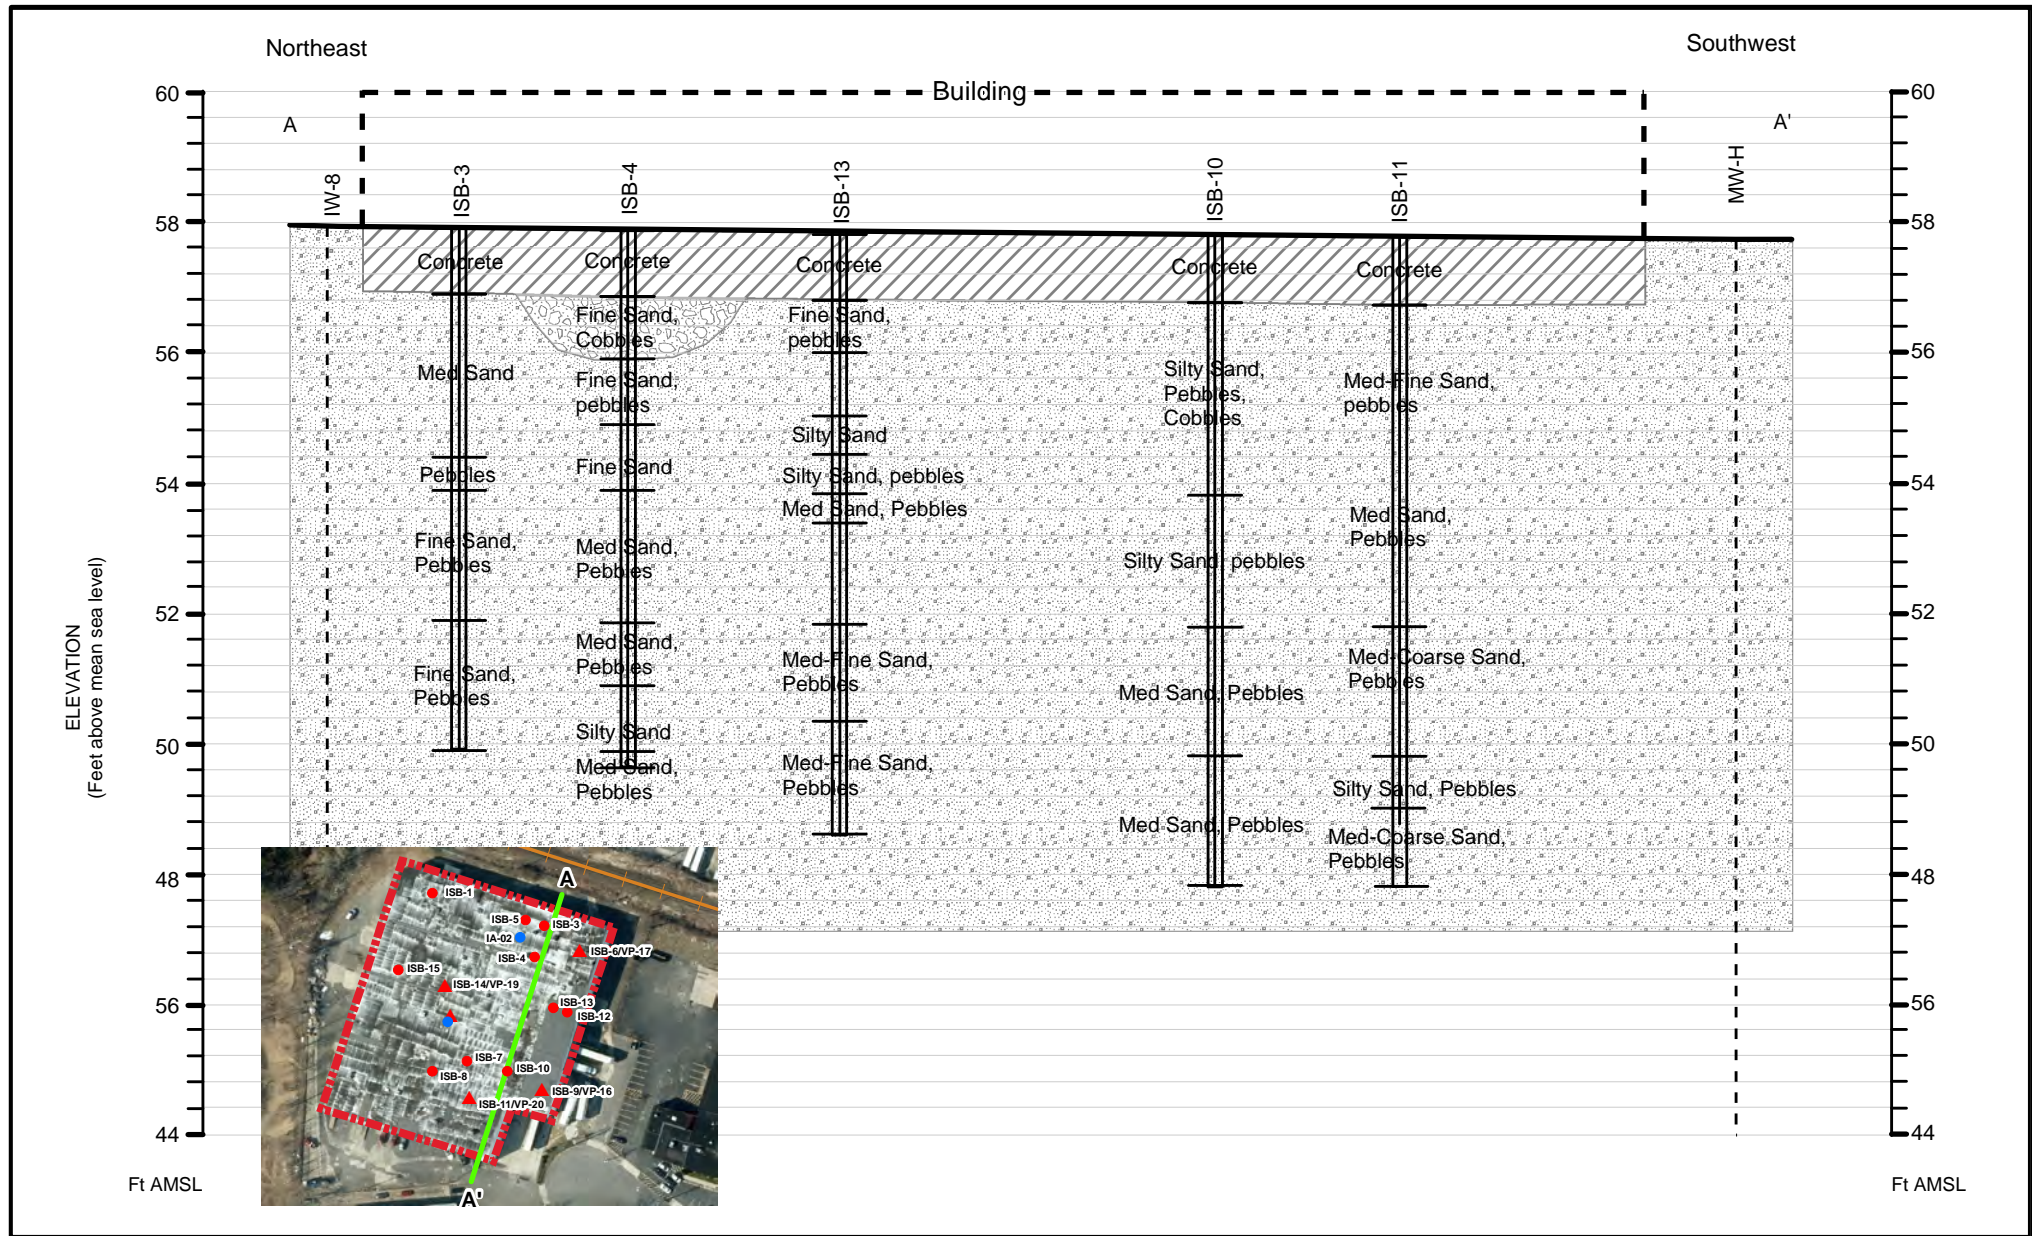 Northeast
Southwest
Building
60
60
A
A'
IW-8
ISB-3
ISB-4
ISB-13
ISB-10
ISB-11
MW-H
58
58
Concrete
Concrete
Concrete
Concrete
Concrete
Fine Sand,
Cobbles
Fine Sand,
pebbles
56
56
Med Sand
Fine Sand,
pebbles
Silty Sand,
Pebbles,
Cobbles
Med-Fine Sand,
pebbles
Silty Sand
Pebbles
Fine Sand
Silty Sand, pebbles
54
54
Med Sand, Pebbles
Med Sand,
Pebbles
Fine Sand,
Pebbles
Med Sand,
Pebbles
Silty Sand, pebbles
52
52
Med Sand,
Pebbles
Med-Fine Sand,
Pebbles
Med-Coarse Sand,
Pebbles
Fine Sand,
Pebbles
Med Sand, Pebbles
ELEVATION
(Feet above mean sea level)
Silty Sand
50
50
Med Sand,
Pebbles
Med-Fine Sand,
Pebbles
Silty Sand, Pebbles
Med Sand, Pebbles
Med-Coarse Sand,
Pebbles
48
48
A
ISB-1
ISB-5
ISB-3
IA-02
ISB-4
ISB-6/VP-17
ISB-15
ISB-14/VP-19
ISB-13
ISB-12
56
56
ISB-7
ISB-8
ISB-10
ISB-9/VP-16
ISB-11/VP-20
44
44
A'
Ft AMSL
Ft AMSL